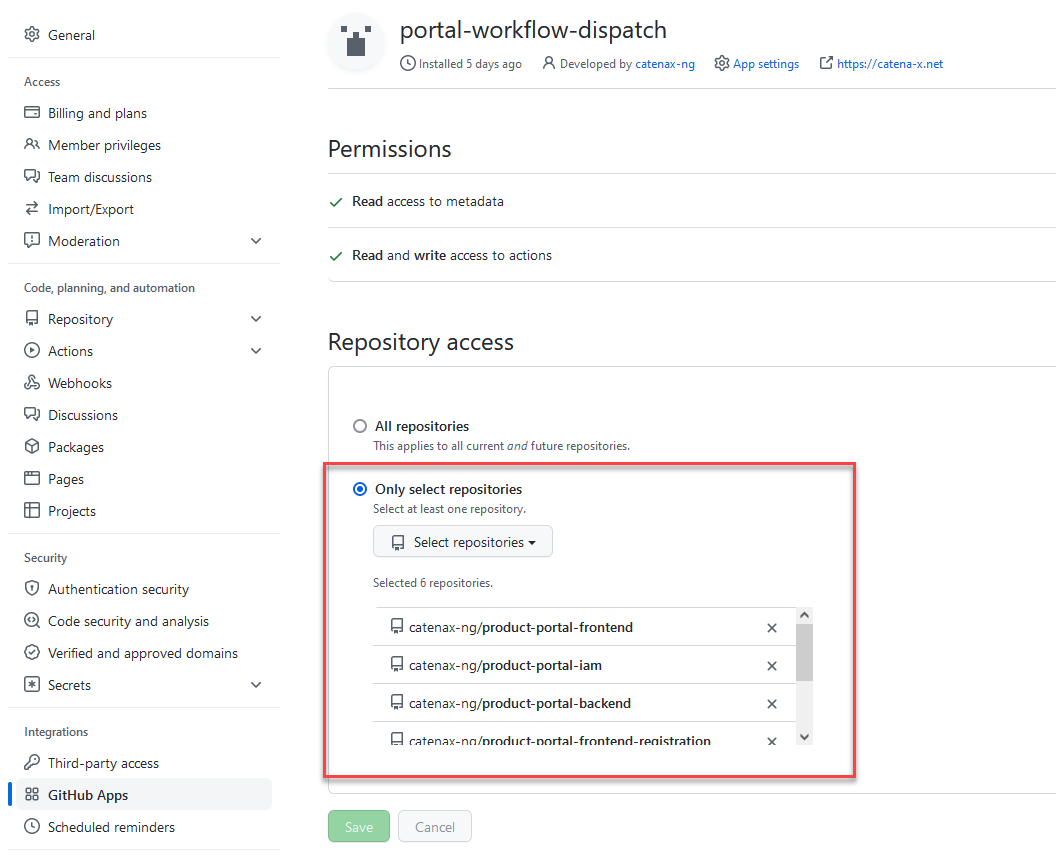 General
Access
Billing and plans
Member privileges
Team discussions
Import/Export
Moderation
Code, planning, and automation
Repository
Actions
Webhooks
Discussions
Packages
Pages
Projects
Security
Authentication security
Code security and analysis
Verified and approved domains
Secrets
Integrations
Third-party access
GitHub Apps
Scheduled reminders
portal-workflow-dispatch
Installed 5 days ago Developed by catenax-ng App settings https://catena-x.net
Permissions
Read access to metadata
Read and write access to actions
Repository access
All repositories
This applies to all current and future repositories.
Only select repositories
Select at least one repository.
Select repositories
Selected 6 repositories.
catenax-ng/product-portal-frontend
catenax-ng/product-portal-iam
catenax-ng/product-portal-backend
catenax-ng/product-portal-frontend-registration
Save Cancel